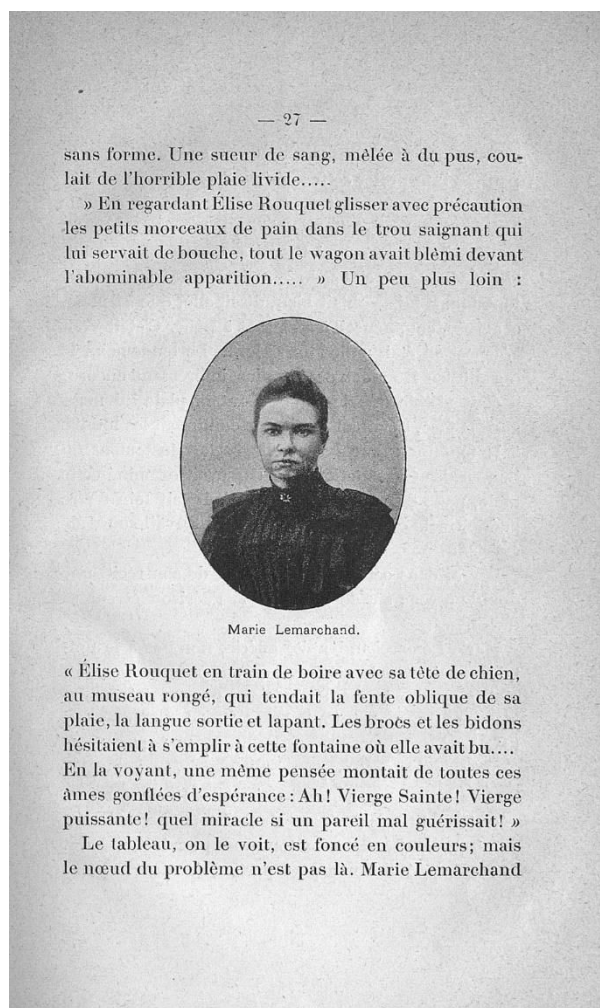 — 27 —
sans forme. Une sueur de sang, mêlée à du pus, cou-
lait de l'horrible plaie livide.....
» En regardant Élise Rouquet glisser avec précaution
les petits morceaux de pain dans le trou saignant qui
lui servait de bouche, tout le wagon avait blêmi devant
l'abominable apparition..... » Un peu plus loin :
Marie Lemarchand.
« Élise Rouquet en train de boire avec sa tête de chien,
au museau rongé, qui tendait la fente oblique de sa
plaie, la langue sortie et lapant. Les brocs et les bidons
hésitaient à s'emplir à cette fontaine où elle avait bu....
En la voyant, une même pensée montait de toutes ces
âmes gonflées d'espérance : Ah! Vierge Sainte! Vierge
puissante! quel miracle si un pareil mal guérissait! »
Le tableau, on le voit, est foncé en couleurs; mais
le nœud du problème n'est pas là. Marie Lemarchand